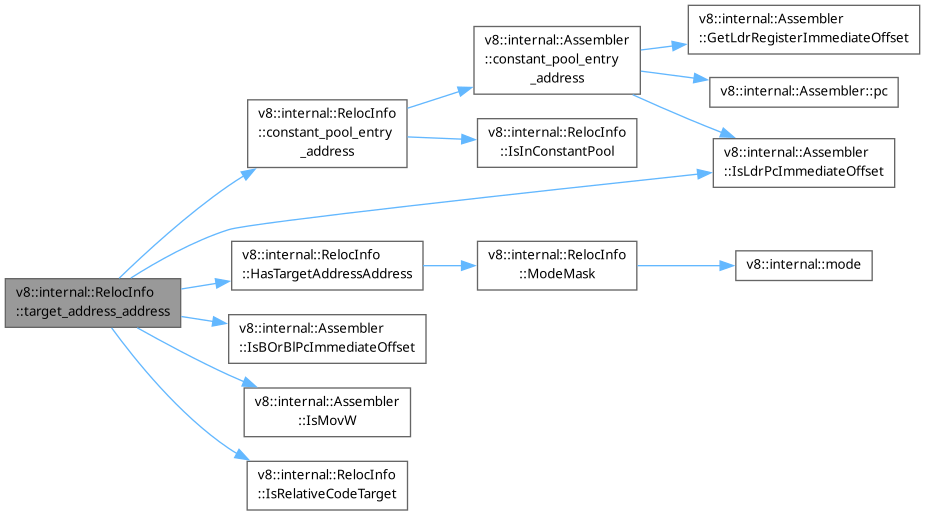 v8::internal::RelocInfo
::target_address_address
v8::internal::RelocInfo
::constant_pool_entry
_address
v8::internal::Assembler
::constant_pool_entry
_address
v8::internal::Assembler
::GetLdrRegisterImmediateOffset
v8::internal::Assembler::pc
v8::internal::Assembler
::IsLdrPcImmediateOffset
v8::internal::RelocInfo
::IsInConstantPool
v8::internal::RelocInfo
::HasTargetAddressAddress
v8::internal::RelocInfo
::ModeMask
v8::internal::mode
v8::internal::Assembler
::IsBOrBlPcImmediateOffset
v8::internal::Assembler
::IsMovW
v8::internal::RelocInfo
::IsRelativeCodeTarget